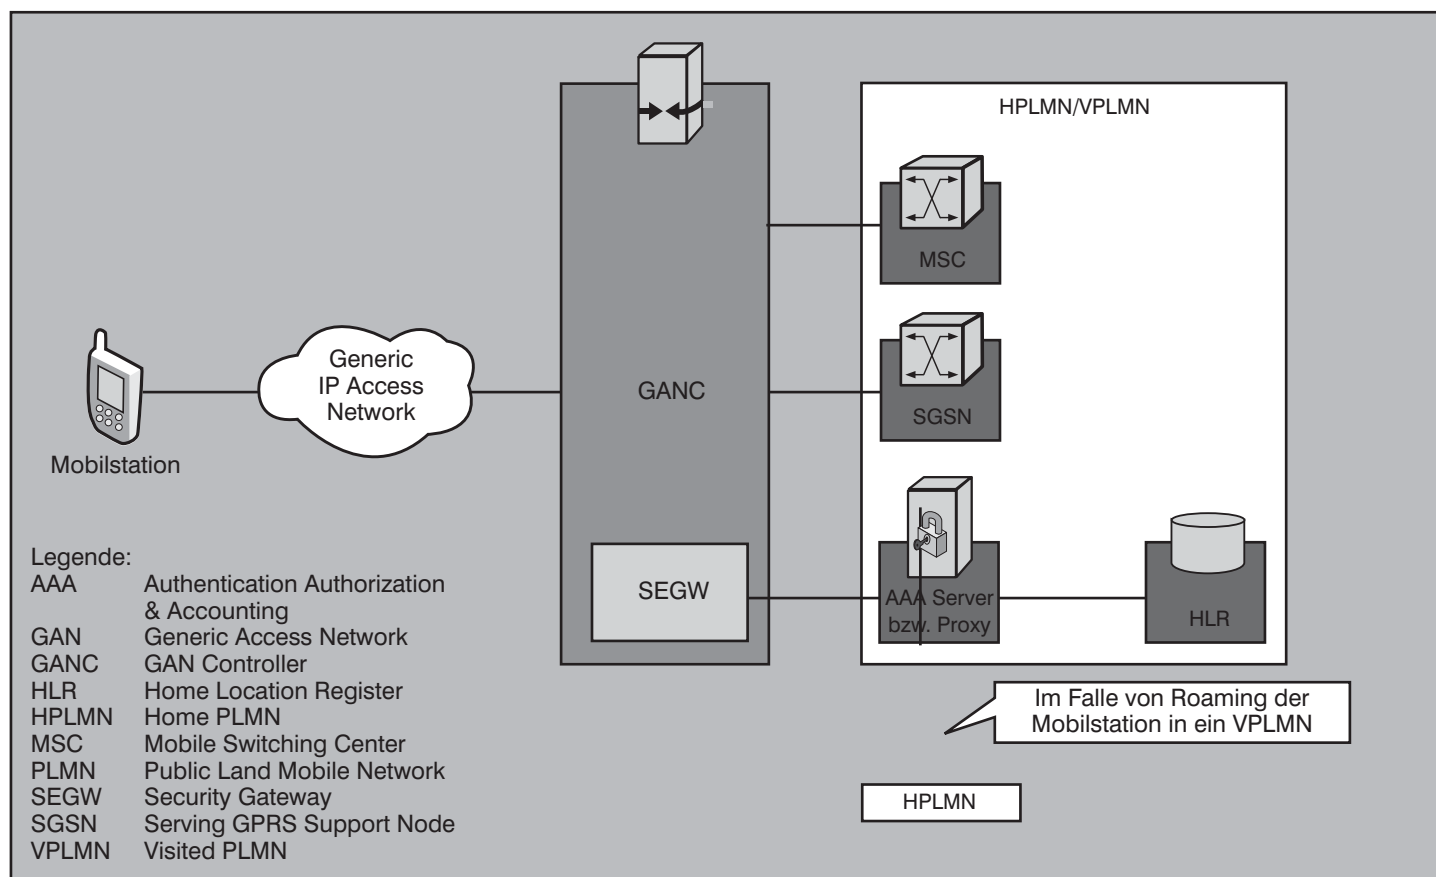 HPLMN/VPLMN
MSC
Generic
IP Access
Network
GANC
SGSN
Mobilstation
SEGW
AAA Server
bzw. Proxy
HLR
Legende:
AAA Authentication Authorization
& Accounting
GAN Generic Access Network
GANC GAN Controller
HLR Home Location Register
HPLMN Home PLMN
MSC Mobile Switching Center
PLMN Public Land Mobile Network
SEGW Security Gateway
SGSN Serving GPRS Support Node
VPLMN Visited PLMN
Im Falle von Roaming der
Mobilstation in ein VPLMN
HPLMN